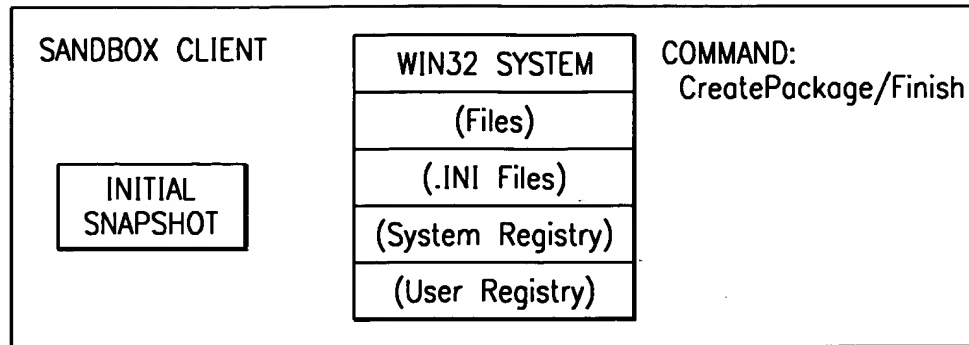 SANDBOX CLIENT
INITIAL
SNAPSHOT
WIN32 SYSTEM
(Files)
(.INI Files)
(System Registry)
(User Registry)
COMMAND:
CreatePackage/Finish